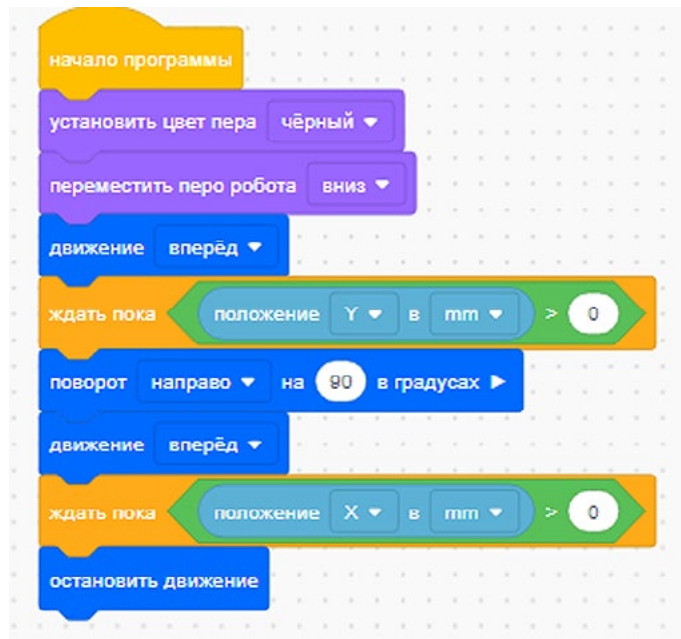 начало программы
установить цвет пера чёрный
переместить перо робота вниз
движение вперёд
ждать пока положение Y в mm > 0
поворот направо на 90 в градусах
движение вперёд
ждать пока положение X в mm > 0
остановить движение